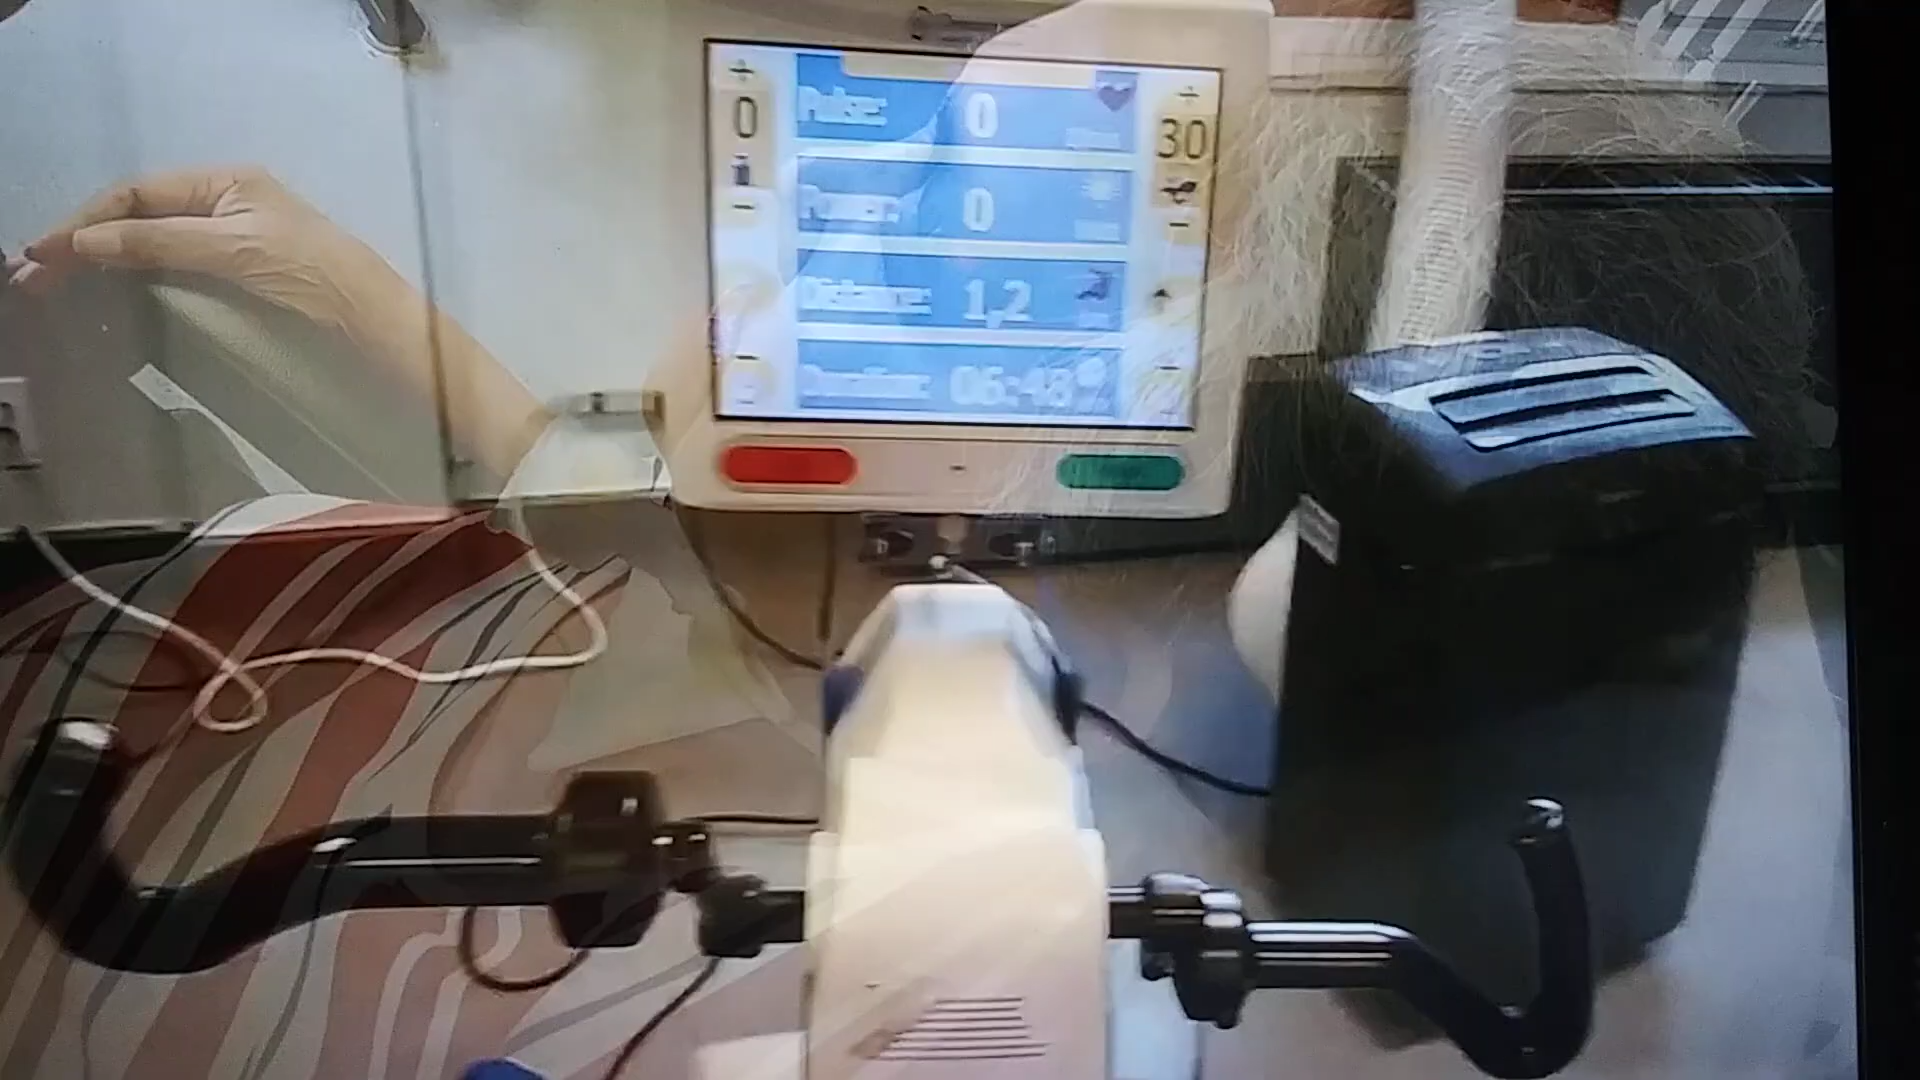 + +
0 Pulse: 0 30
- Power: 0 -
Distance: 1,2
Duration: 06:48